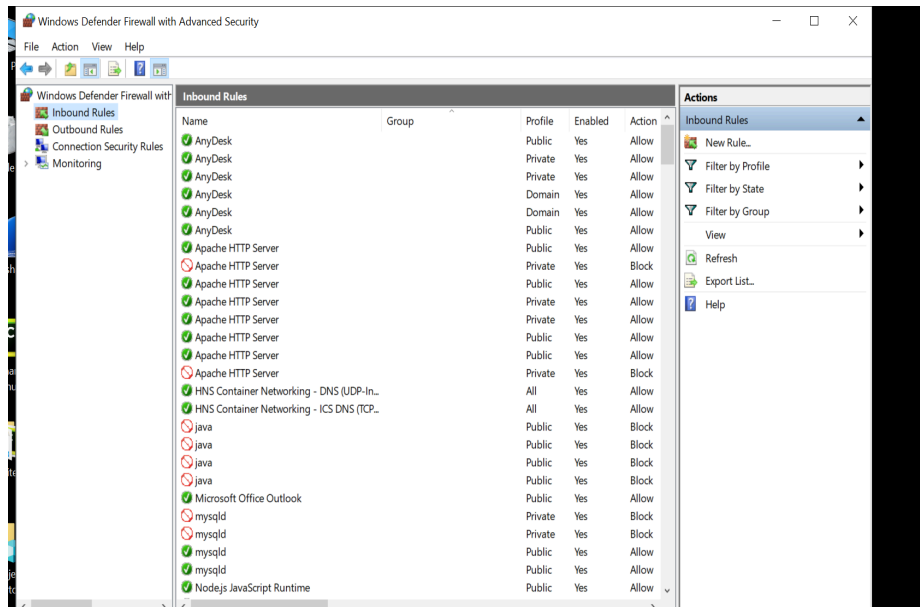 Windows Defender Firewall with Advanced Security
File Action View Help
Windows Defender Firewall with
Inbound Rules
Outbound Rules
Connection Security Rules
Monitoring
Inbound Rules
Name Group Profile Enabled Action
AnyDesk Public Yes Allow
AnyDesk Private Yes Allow
AnyDesk Private Yes Allow
AnyDesk Domain Yes Allow
AnyDesk Domain Yes Allow
AnyDesk Public Yes Allow
Apache HTTP Server Public Yes Allow
Apache HTTP Server Private Yes Block
Apache HTTP Server Public Yes Allow
Apache HTTP Server Private Yes Allow
Apache HTTP Server Private Yes Allow
Apache HTTP Server Public Yes Allow
Apache HTTP Server Public Yes Allow
Apache HTTP Server Private Yes Block
HNS Container Networking - DNS (UDP-In... All Yes Allow
HNS Container Networking - ICS DNS (TCP... All Yes Allow
java Public Yes Block
java Public Yes Block
java Public Yes Block
java Public Yes Block
Microsoft Office Outlook Public Yes Allow
mysqld Private Yes Block
mysqld Private Yes Block
mysqld Public Yes Allow
mysqld Public Yes Allow
Node.js JavaScript Runtime Public Yes Allow
Actions
Inbound Rules
New Rule...
Filter by Profile
Filter by State
Filter by Group
View
Refresh
Export List...
Help